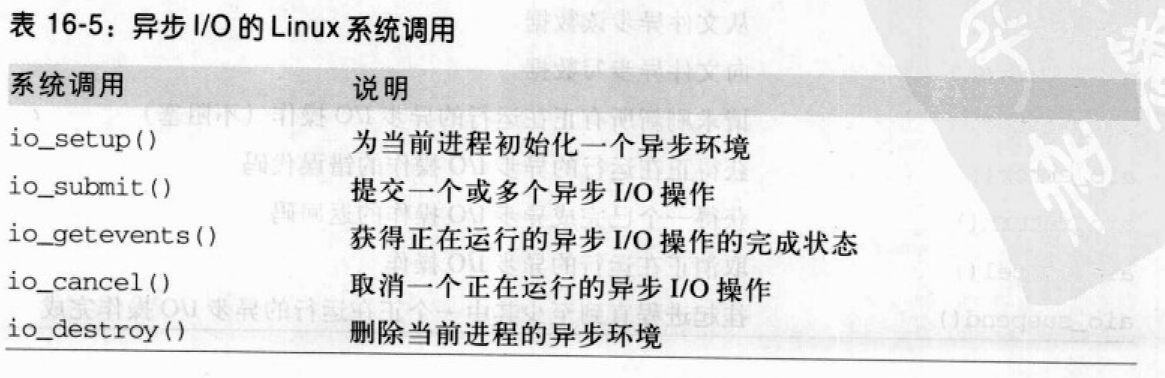 表 16-5：异步 I/O 的 Linux 系统调用
系统调用 说明
io_setup() 为当前进程初始化一个异步环境
io_submit() 提交一个或多个异步 I/O 操作
io_getevents() 获得正在运行的异步 I/O 操作的完成状态
io_cancel() 取消一个正在运行的异步 I/O 操作
io_destroy() 删除当前进程的异步环境